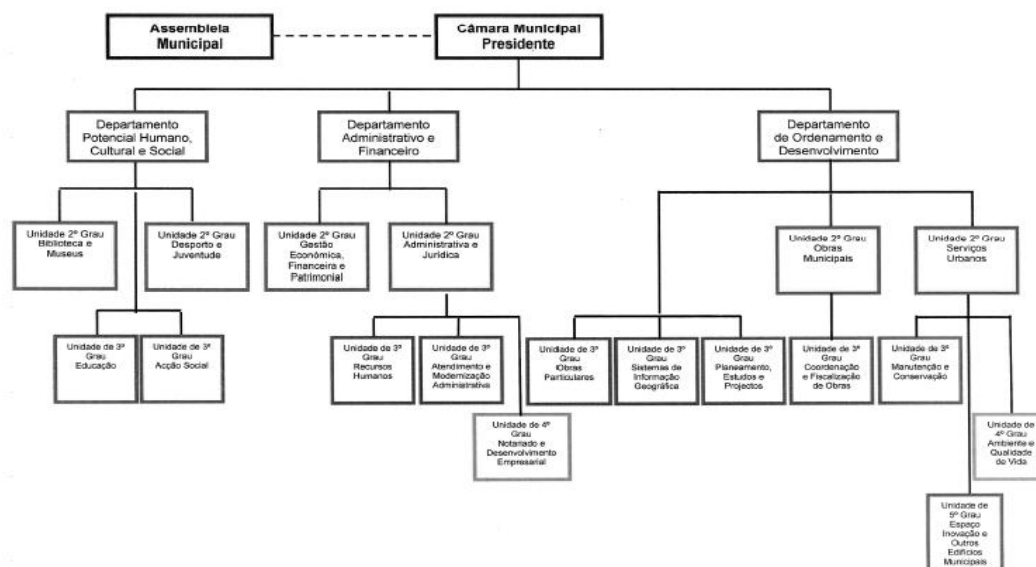 Assembleia
Municipal
Câmara Municipal
Presidente
Departamento
Potencial Humano,
Cultural e Social
Departamento
Administrativo e
Financeiro
Departamento
de Ordenamento e
Desenvolvimento
Unidade 2º Grau
Biblioteca e
Museus
Unidade 2º Grau
Desporto e
Juventude
Unidade 2º Grau
Gestão
Económica,
Financeira e
Patrimonial
Unidade 2º Grau
Administrativa e
Jurídica
Unidade 2º Grau
Obras
Municipais
Unidade 2º Grau
Serviços
Urbanos
Unidade de 3º
Grau
Educação
Unidade de 3º
Grau
Acção Social
Unidade de 3º
Grau
Recursos
Humanos
Unidade de 3º
Grau
Atendimento e
Modernização
Administrativa
Unidade de 3º
Grau
Obras
Particulares
Unidade de 3º
Grau
Sistemas de
Informação
Geográfica
Unidade de 3º
Grau
Planeamento,
Estudos e
Projectos
Unidade de 3º
Grau
Coordenação
e Fiscalização
de Obras
Unidade de 3º
Grau
Manutenção e
Conservação
Unidade de 4º
Grau
Notariado e
Desenvolvimento
Empresarial
Unidade de
4º Grau
Ambiente e
Qualidade
de Vida
Unidade de
5º Grau
Espaço
Inovação e
Outros
Edifícios
Municipais